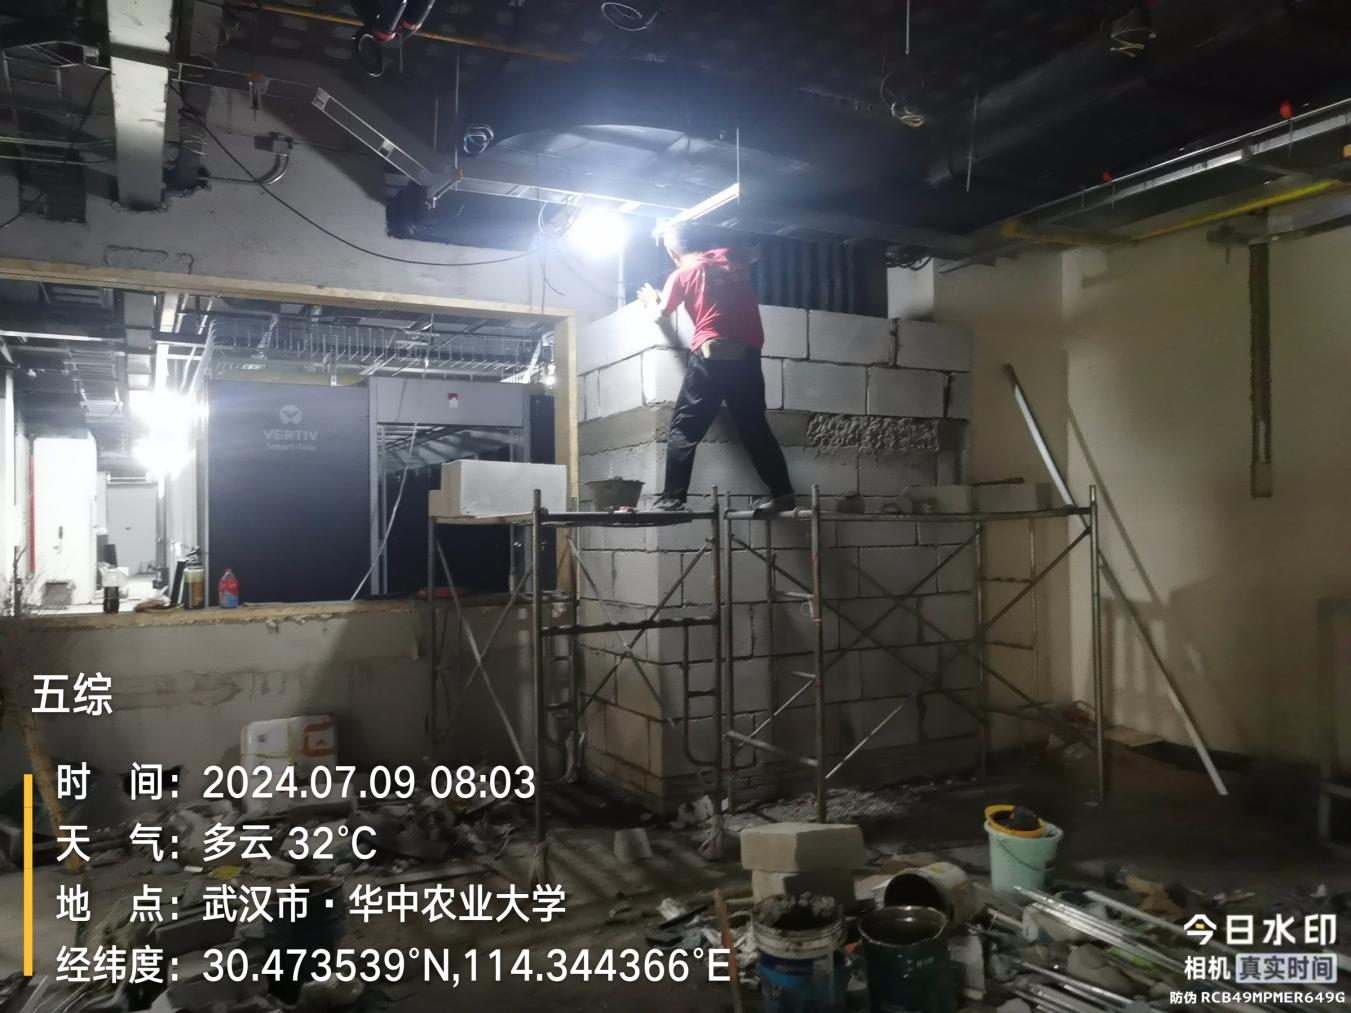 VERTIV
五综
时 间：2024.07.09 08:03
天 气：多云 32°C
地 点：武汉市·华中农业大学
经纬度：30.473539°N,114.344366°E
今日水印
相机 真实时间
防伪 RCB49MPMER649G